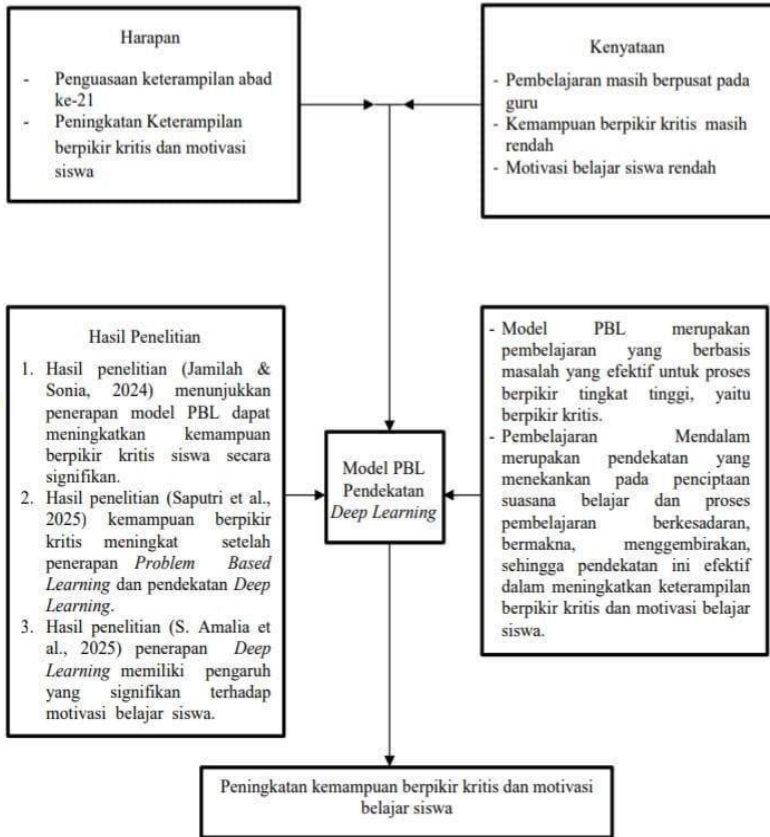 Harapan
- Penguasaan keterampilan abad
ke-21
- Peningkatan Keterampilan
berpikir kritis dan motivasi
siswa
Kenyataan
- Pembelajaran masih berpusat pada
guru
- Kemampuan berpikir kritis masih
rendah
- Motivasi belajar siswa rendah
Hasil Penelitian
1. Hasil penelitian (Jamilah &
Sonia, 2024) menunjukkan
penerapan model PBL dapat
meningkatkan kemampuan
berpikir kritis siswa secara
signifikan.
2. Hasil penelitian (Saputri et al.,
2025) kemampuan berpikir
kritis meningkat setelah
penerapan Problem Based
Learning dan pendekatan Deep
Learning.
3. Hasil penelitian (S. Amalia et
al., 2025) penerapan Deep
Learning memiliki pengaruh
yang signifikan terhadap
motivasi belajar siswa.
Model PBL
Pendekatan
Deep Learning
- Model PBL merupakan
pembelajaran yang berbasis
masalah yang efektif untuk proses
berpikir tingkat tinggi, yaitu
berpikir kritis.
- Pembelajaran Mendalam
merupakan pendekatan yang
menekankan pada penciptaan
suasana belajar dan proses
pembelajaran berkesadaran,
bermakna, menggembirakan,
sehingga pendekatan ini efektif
dalam meningkatkan keterampilan
berpikir kritis dan motivasi belajar
siswa.
Peningkatan kemampuan berpikir kritis dan motivasi
belajar siswa